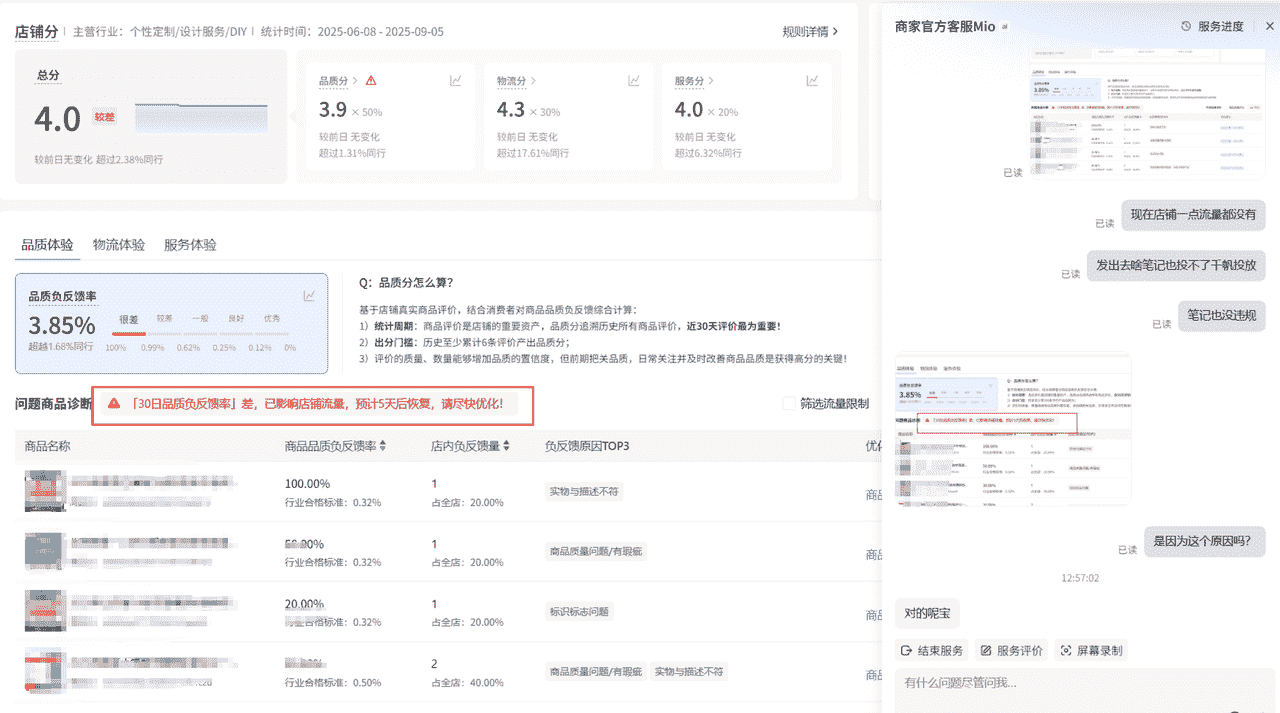 店铺分 | 主营行业：个性定制/设计服务/DIY | 统计时间：2025-06-08 - 2025-09-05
规则详情 >
总分
4.0 较差
较前日无变化 超过2.38%同行
品质分 >
较前日
超过
同行
物流分 >
4.3 × 30%
较前日 无变化
超过17.61%同行
服务分 >
4.0 × 20%
较前日 无变化
超过6.32%同行
品质体验 物流体验 服务体验
品质负反馈率
3.85%
超越1.68%同行
很差 较差 一般 良好 优秀
100% 0.99% 0.62% 0.25% 0.12% 0%
Q：品质分怎么算？
基于店铺真实商品评价，结合消费者对商品品质负反馈综合计算：
1）统计周期：商品评价是店铺的重要资产，品质分追溯历史所有商品评价，近30天评价最为重要！
2）出分门槛：历史至少累计6条评价产出品质分；
3）评价的质量、数量能够增加品质的置信度，但前期把关品质，日常关注并及时改善商品品质是获得高分的关键！
问题商品诊断
「30日品质负反馈率」差，已影响店铺流量，预计6天后恢复，请尽快优化！
筛选流量限制
商品名称
店内负反馈量
负反馈原因TOP3
优化
100.00%
行业合格标准：0.32%
1
占全店：20.00%
实物与描述不符
商品
行业合格标准：0.32%
1
占全店：20.00%
商品质量问题/有瑕疵
商品
20.00%
行业合格标准：0.32%
1
占全店：20.00%
标识标志问题
商品
行业合格标准：0.50%
2
占全店：40.00%
商品质量问题/有瑕疵 实物与描述不符
商品
商家官方客服Mio ai
服务进度
3.85%
已读
现在店铺一点流量都没有
已读
发出去啥笔记也投不了千帆投放
已读
笔记也没违规
已读
3.85%
是因为这个原因吗？
已读
12:57:02
对的呢宝
结束服务 服务评价 屏幕录制
有什么问题尽管问我...